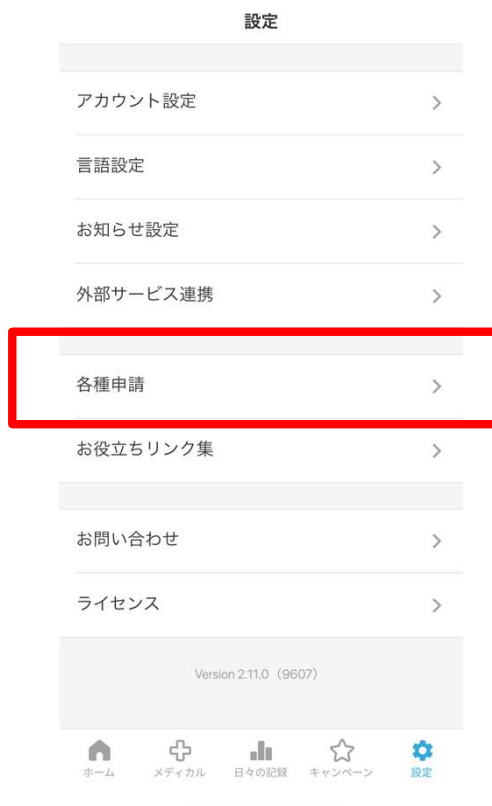 設定
アカウント設定
言語設定
お知らせ設定
外部サービス連携
各種申請
お役立ちリンク集
お問い合わせ
ライセンス
Version 2.11.0（9607）
ホーム メディカル 日々の記録 キャンペーン 設定